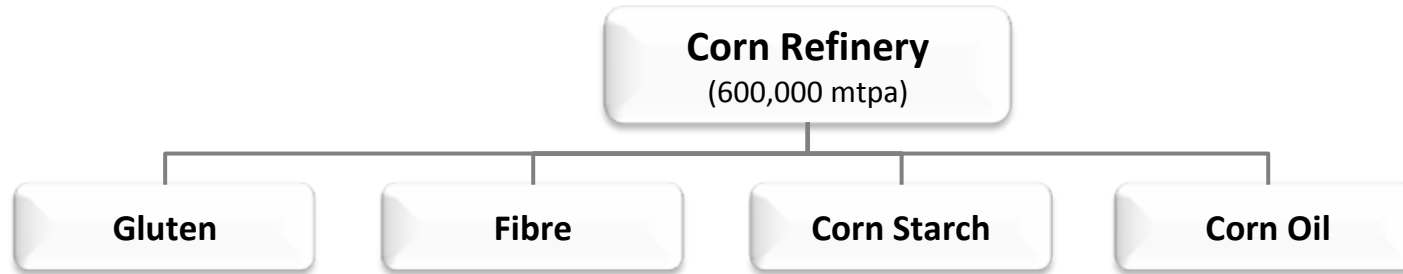 Corn Refinery
(600,000 mtpa)
Gluten
Fibre
Corn Starch
Corn Oil